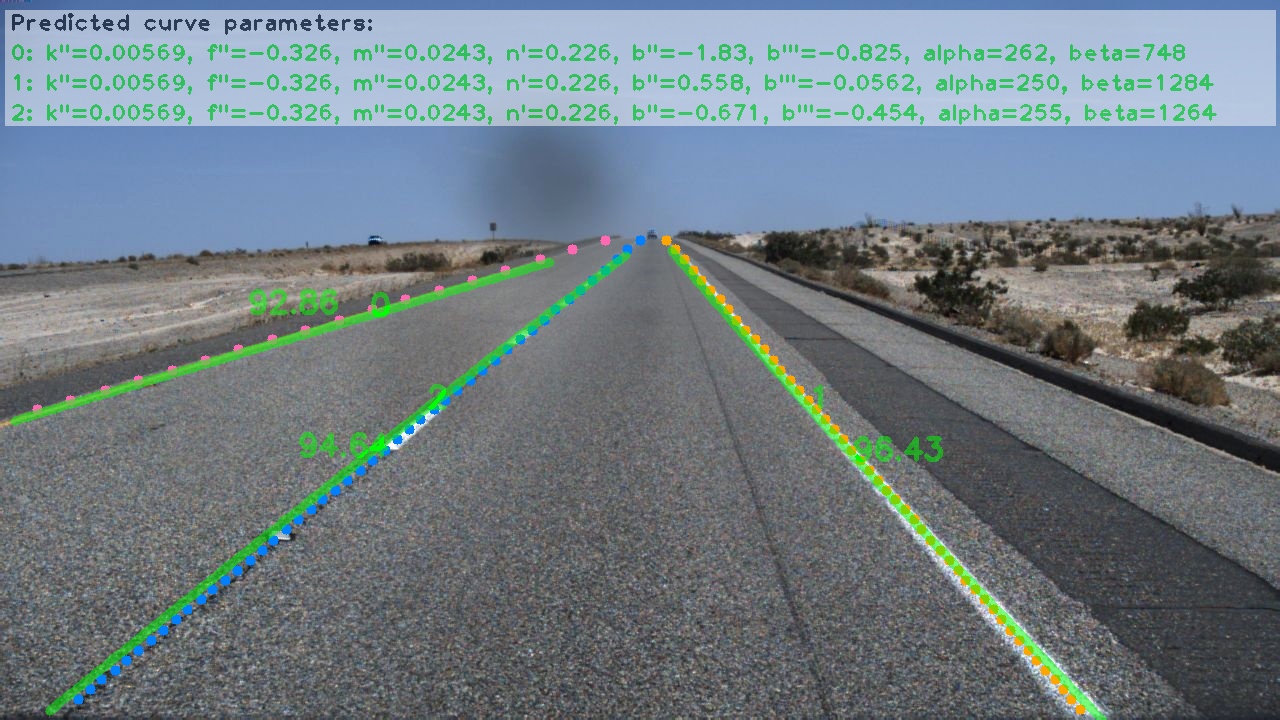 Predicted curve parameters:
0: k''=0.00569, f''=-0.326, m''=0.0243, n'=0.226, b''=-1.83, b'''=-0.825, alpha=262, beta=748
1: k''=0.00569, f''=-0.326, m''=0.0243, n'=0.226, b''=0.558, b'''=-0.0562, alpha=250, beta=1284
2: k''=0.00569, f''=-0.326, m''=0.0243, n'=0.226, b''=-0.671, b'''=-0.454, alpha=255, beta=1264
92.86 0
2 1
94.64 96.43